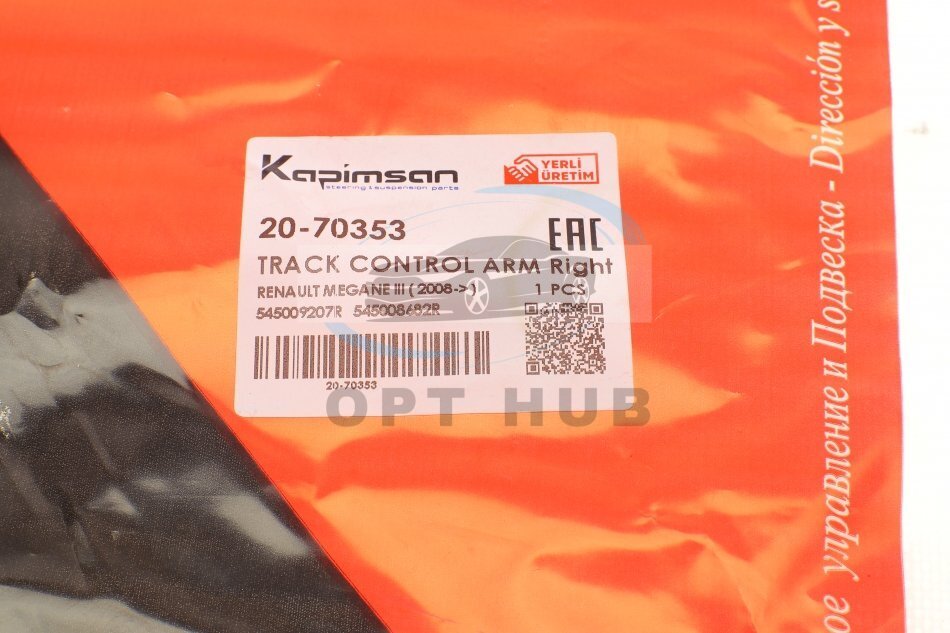 Kapimsan
steering & suspension parts
YERLİ
ÜRETİM
20-70353
EAC
TRACK CONTROL ARM Right
RENAULT MEGANE III ( 2008-> )
1 PCS
545009207R 545008682R
20-70353
OPT HUB
управление и Подвеска - Dirección y s